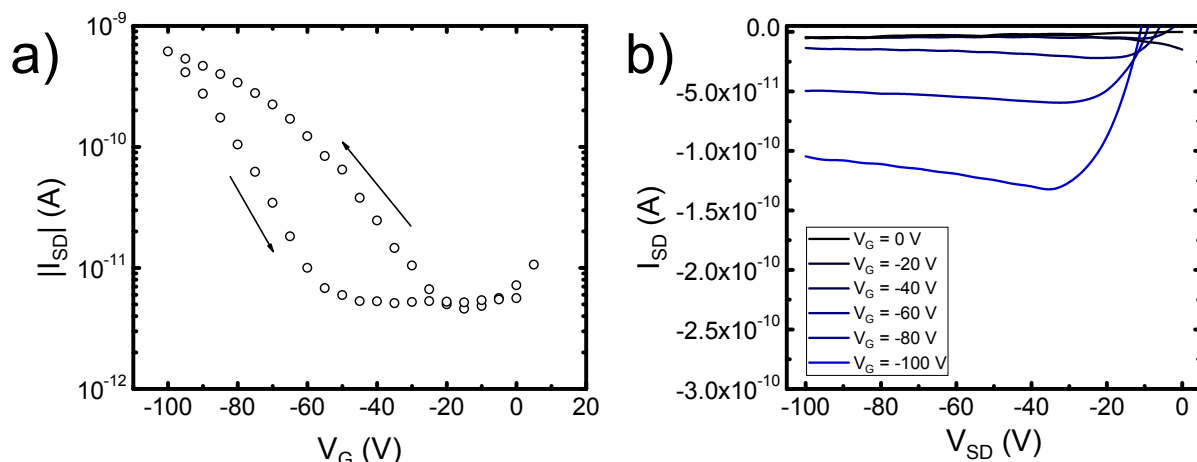 a)
10^-9
10^-10
10^-11
10^-12
|I_SD| (A)
-100 -80 -60 -40 -20 0 20
V_G (V)
b)
0.0
-5.0x10^-11
-1.0x10^-10
-1.5x10^-10
-2.0x10^-10
-2.5x10^-10
-3.0x10^-10
I_SD (A)
V_G = 0 V
V_G = -20 V
V_G = -40 V
V_G = -60 V
V_G = -80 V
V_G = -100 V
-100 -80 -60 -40 -20 0
V_SD (V)